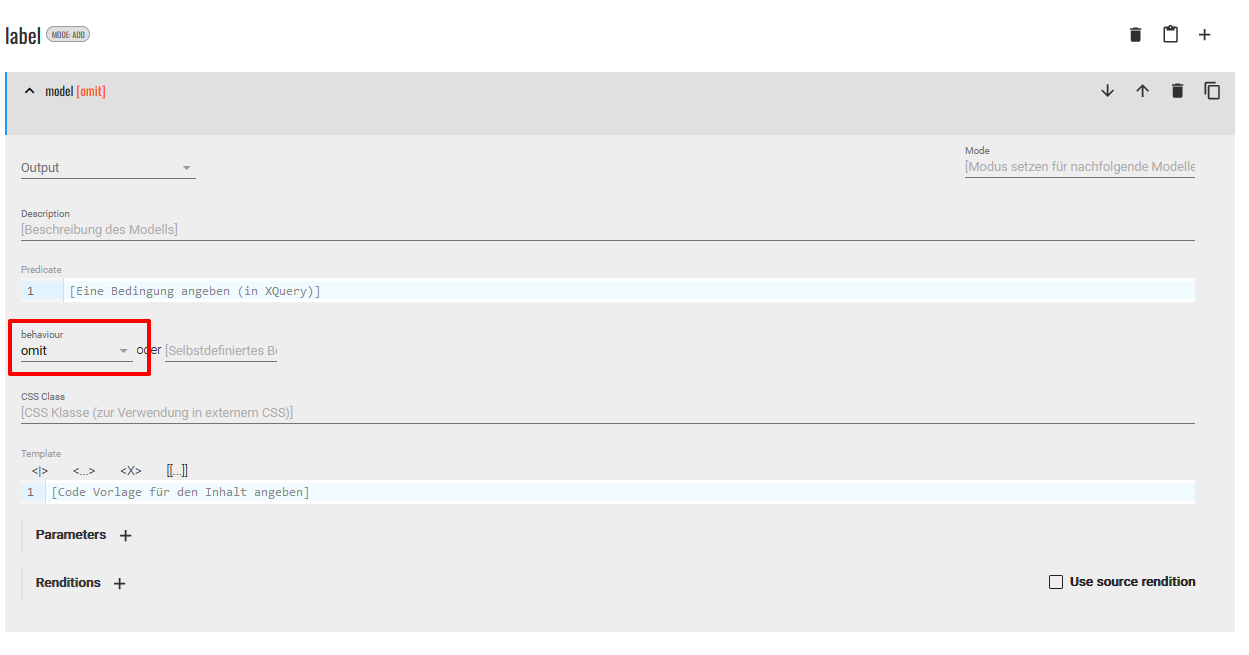 label MODE: ADD
model [omit]
Output
Mode
[Modus setzen für nachfolgende Modelle
Description
[Beschreibung des Modells]
Predicate
1 [Eine Bedingung angeben (in XQuery)]
behaviour
omit oder [Selbstdefiniertes Be
CSS Class
[CSS Klasse (zur Verwendung in externem CSS)]
Template
<|> <...> <X> [[...]]
1 [Code Vorlage für den Inhalt angeben]
Parameters +
Renditions +
Use source rendition